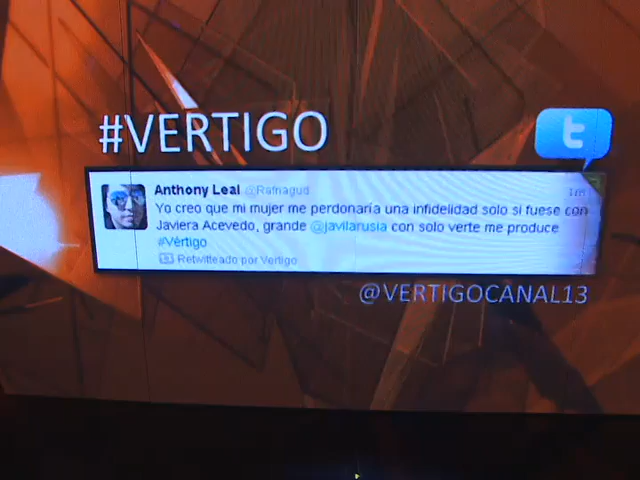 #VERTIGO
Anthony Leal @Rafnagud 1m
Yo creo que mi mujer me perdonaría una infidelidad solo si fuese con
Javiera Acevedo, grande @javilarusia con solo verte me produce
#Vértigo
Retwitteado por Vertigo
@VERTIGOCANAL13